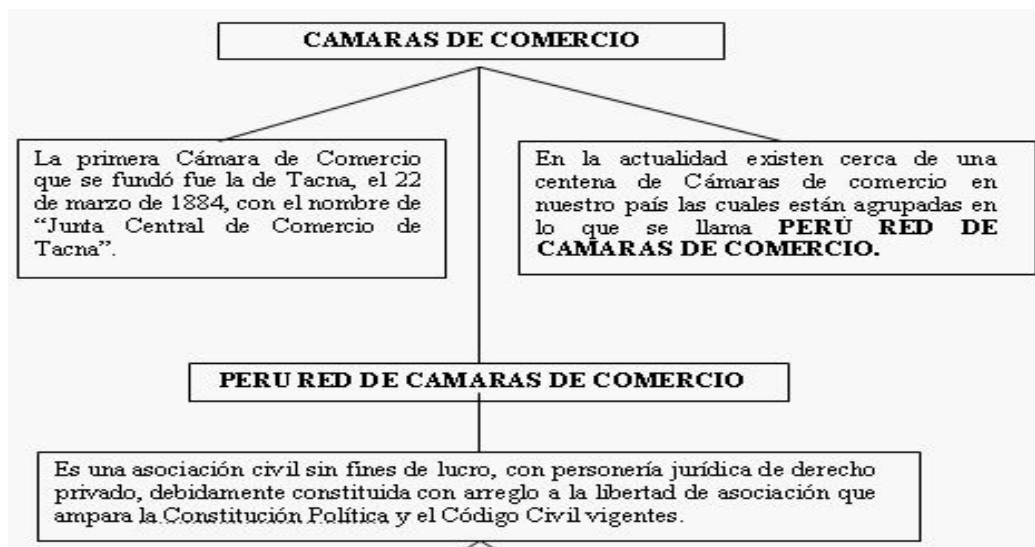 CAMARAS DE COMERCIO
La primera Cámara de Comercio
que se fundó fue la de Tacna, el 22
de marzo de 1884, con el nombre de
“Junta Central de Comercio de
Tacna”.
En la actualidad existen cerca de una
centena de Cámaras de comercio en
nuestro país las cuales están agrupadas en
lo que se llama PERÚ RED DE
CAMARAS DE COMERCIO.
PERU RED DE CAMARAS DE COMERCIO
Es una asociación civil sin fines de lucro, con personería jurídica de derecho
privado, debidamente constituida con arreglo a la libertad de asociación que
ampara la Constitución Política y el Código Civil vigentes.